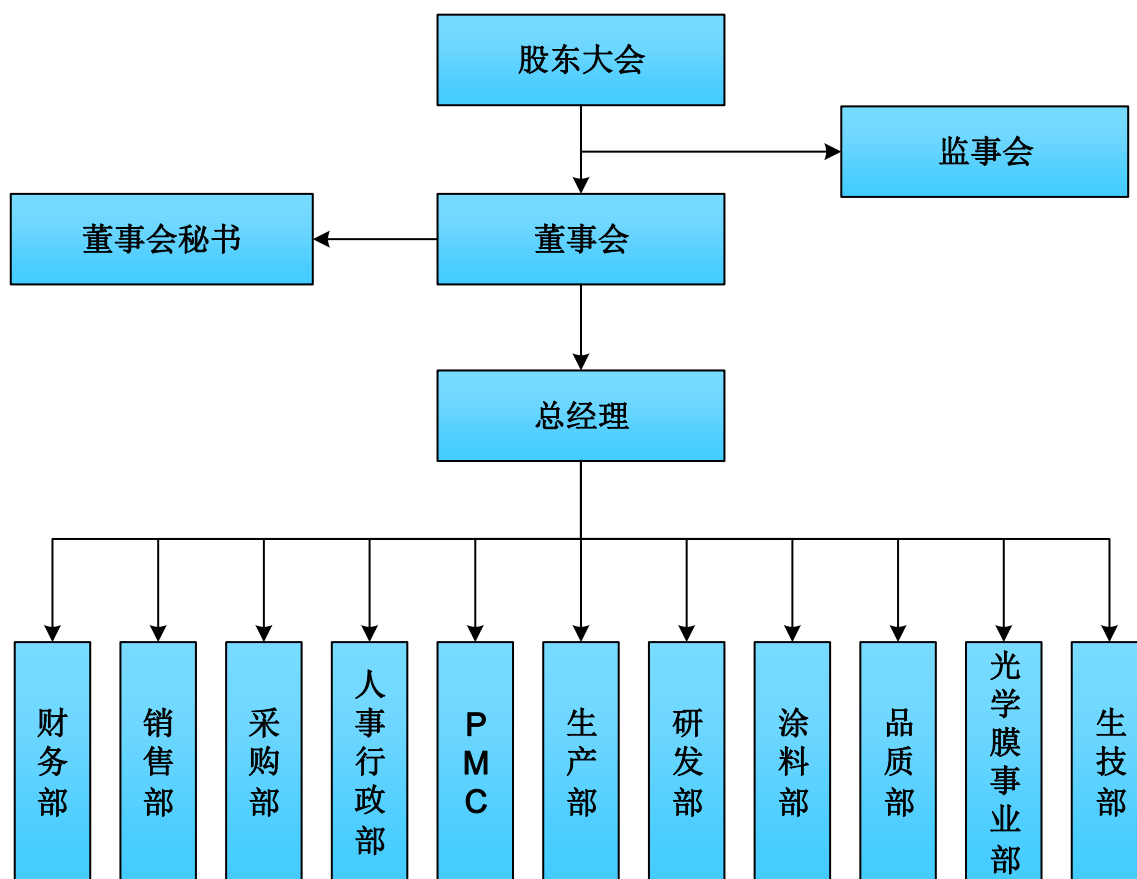 股东大会
监事会
董事会秘书
董事会
总经理
财务部
销售部
采购部
人事行政部
PMC
生产部
研发部
涂料部
品质部
光学膜事业部
生技部